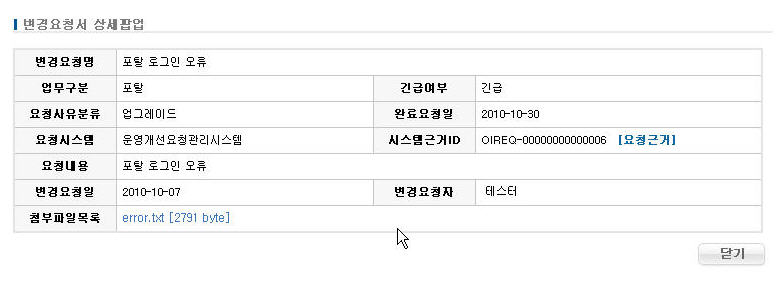 변경요청서 상세팝업
변경요청명 포탈 로그인 오류
업무구분 포탈 긴급여부 긴급
요청사유분류 업그레이드 완료요청일 2010-10-30
요청시스템 운영개선요청관리시스템 시스템근거ID OIREQ-00000000000006 [요청근거]
요청내용 포탈 로그인 오류
변경요청일 2010-10-07 변경요청자 테스터
첨부파일목록 error.txt [2791 byte]
닫기